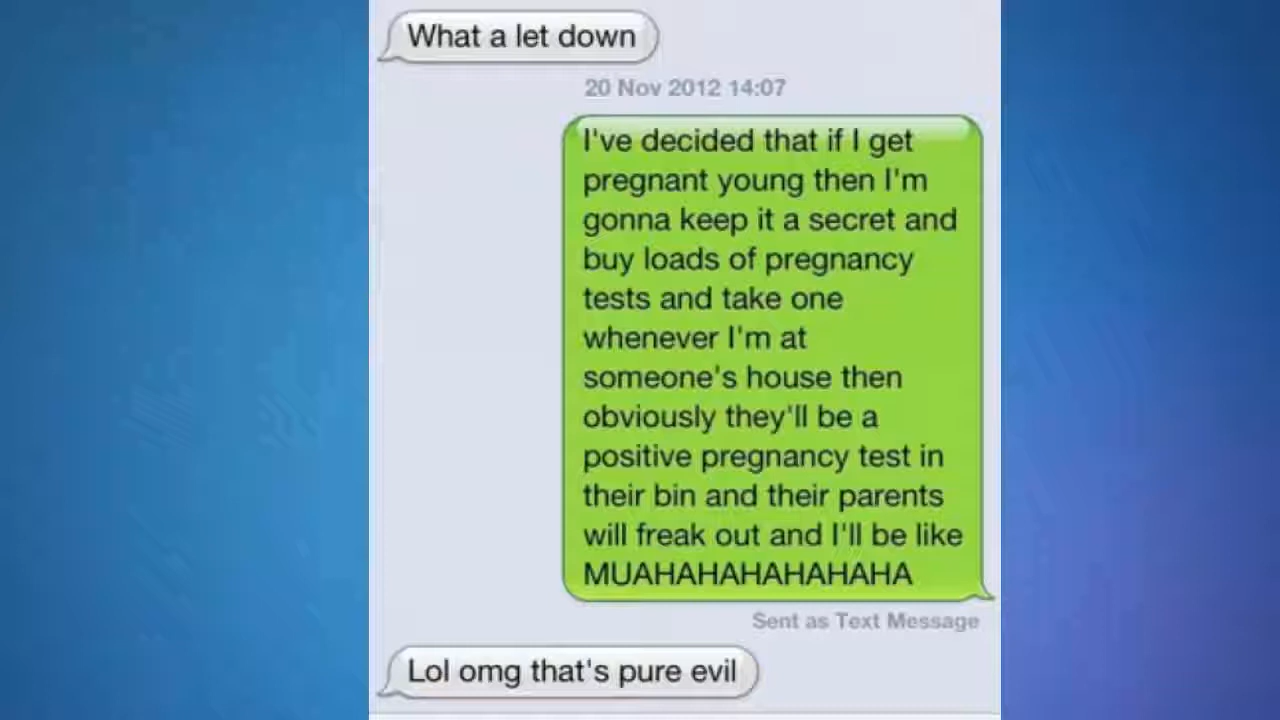 What a let down
20 Nov 2012 14:07
I've decided that if I get
pregnant young then I'm
gonna keep it a secret and
buy loads of pregnancy
tests and take one
whenever I'm at
someone's house then
obviously they'll be a
positive pregnancy test in
their bin and their parents
will freak out and I'll be like
MUAHAHAHAHAHAHA
Sent as Text Message
Lol omg that's pure evil